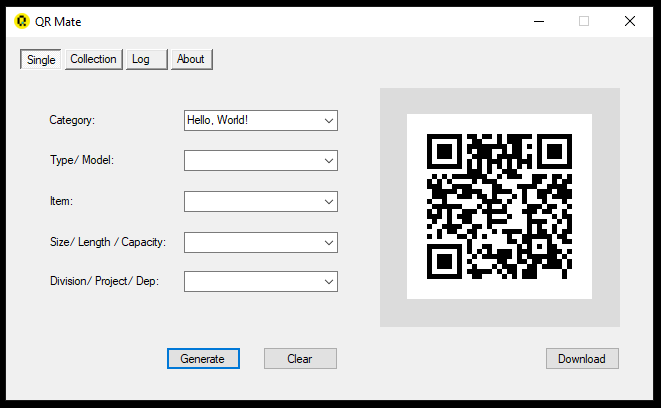 QR Mate
Single Collection Log About
Category: Hello, World!
Type/ Model:
Item:
Size/ Length / Capacity:
Division/ Project/ Dep:
Generate Clear Download